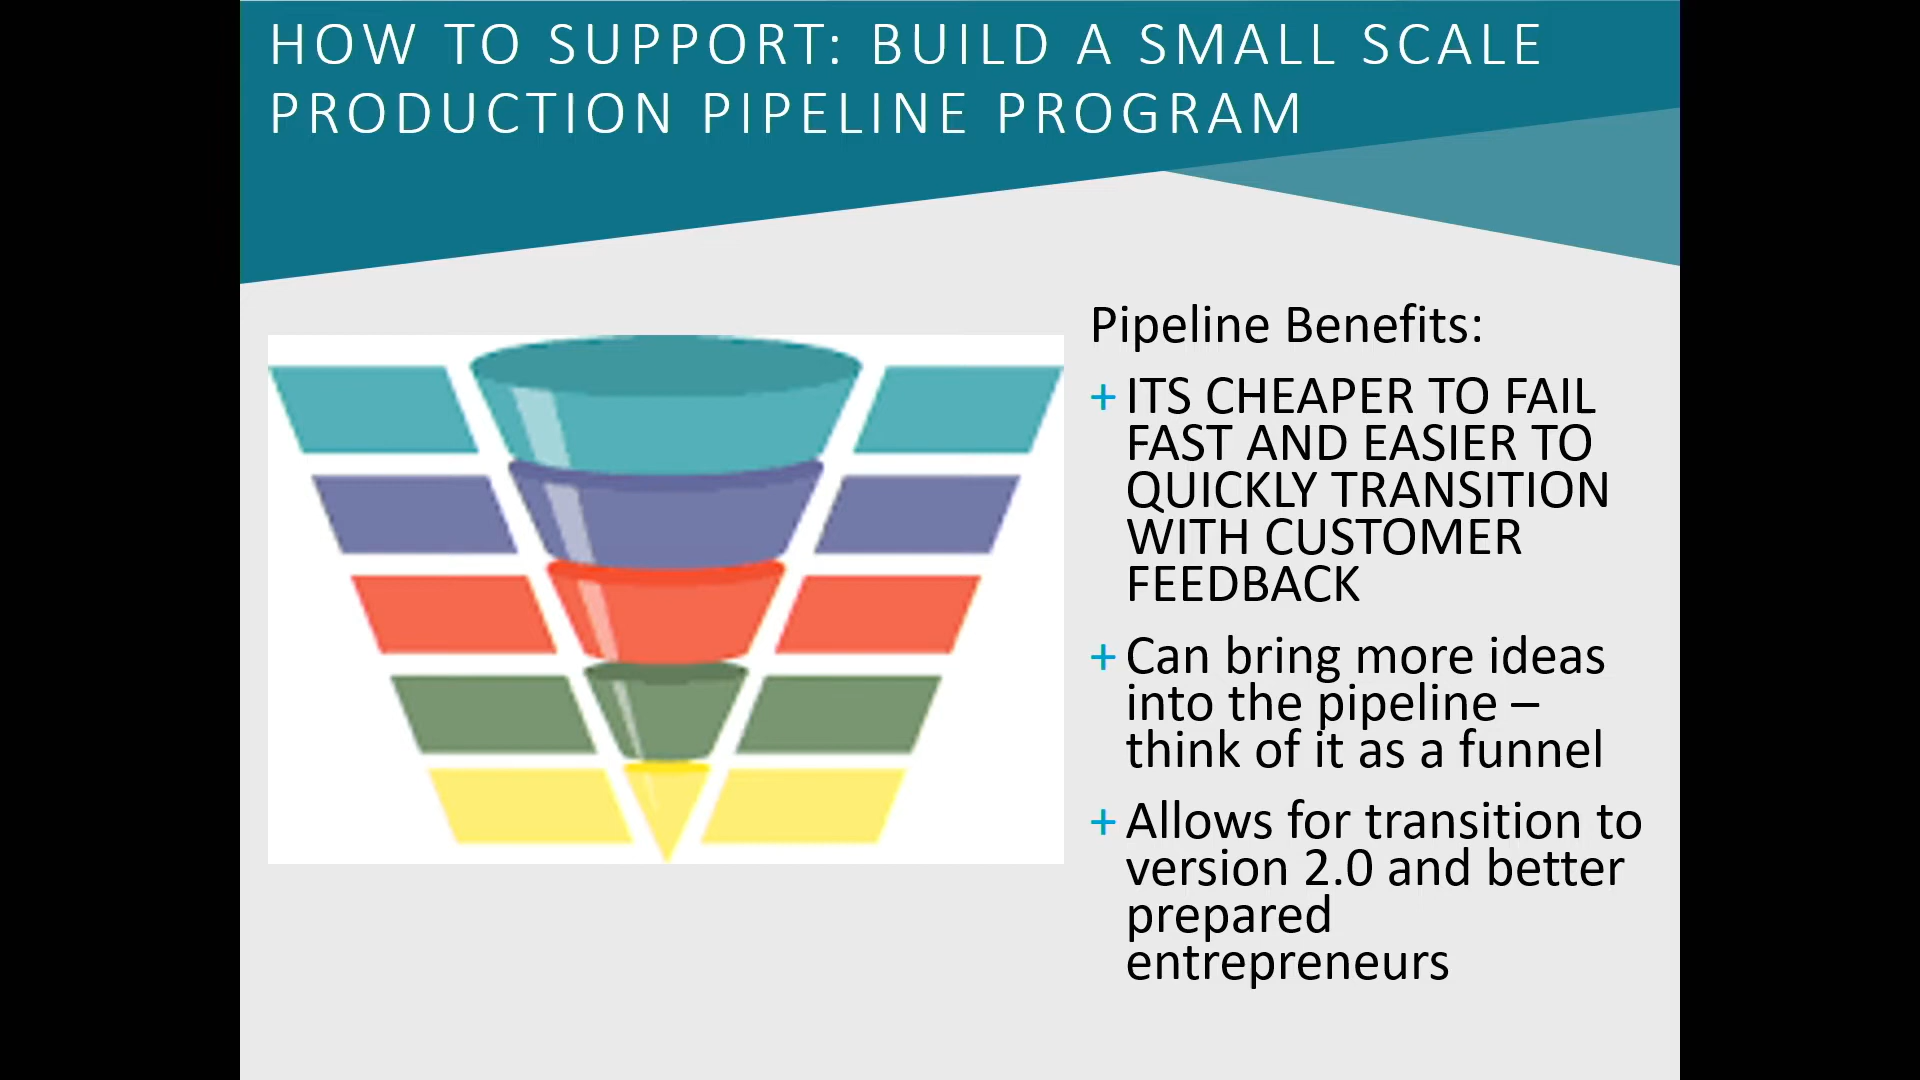 HOW TO SUPPORT: BUILD A SMALL SCALE
PRODUCTION PIPELINE PROGRAM
Pipeline Benefits:
+ ITS CHEAPER TO FAIL
FAST AND EASIER TO
QUICKLY TRANSITION
WITH CUSTOMER
FEEDBACK
+ Can bring more ideas
into the pipeline –
think of it as a funnel
+ Allows for transition to
version 2.0 and better
prepared
entrepreneurs